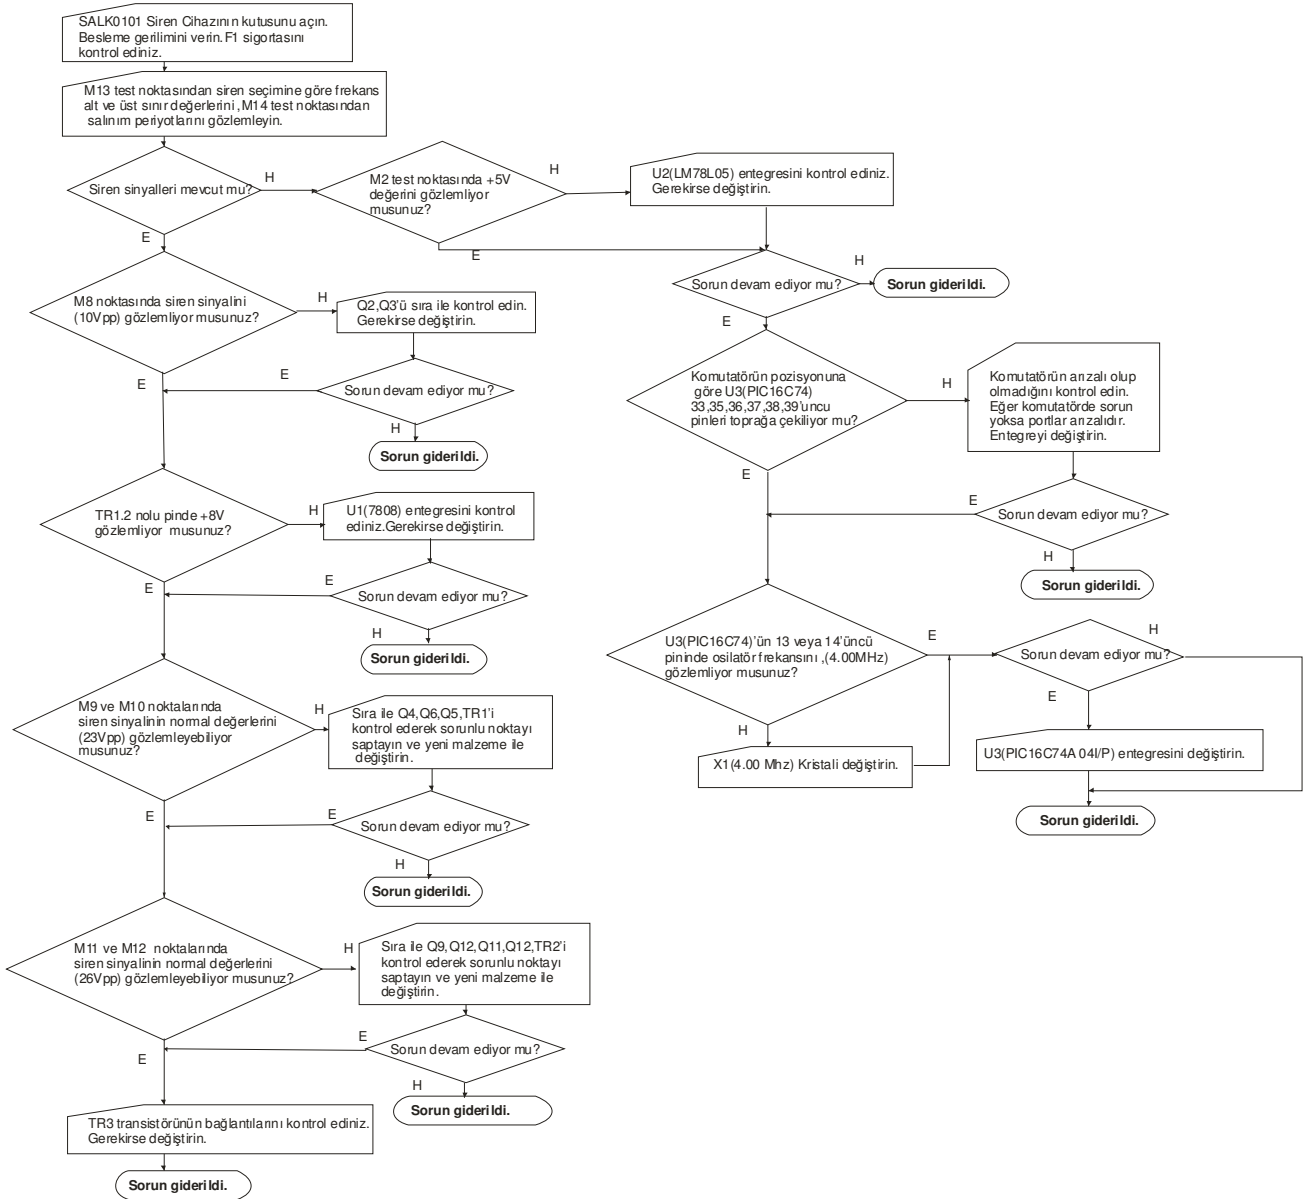 SALK0101 Siren Cihazının kutusunu açın.
Besleme gerilimini verin.F1 sigortasını
kontrol ediniz.
M13 test noktasından siren seçimine göre frekans
alt ve üst sınır değerlerini ,M14 test noktasından
salınım periyotlarını gözlemleyin.
Siren sinyalleri mevcut mu?
H
M2 test noktasında +5V
değerini gözlemliyor
musunuz?
H
U2(LM78L05) entegresini kontrol ediniz.
Gerekirse değiştirin.
E
E
Sorun devam ediyor mu?
H
Sorun giderildi.
E
M8 noktasında siren sinyalini
(10Vpp) gözlemliyor musunuz?
H
Q2,Q3'ü sıra ile kontrol edin.
Gerekirse değiştirin.
E
Sorun devam ediyor mu?
E
H
Sorun giderildi.
Komutatörün pozisyonuna
göre U3(PIC16C74)
33,35,36,37,38,39'uncu
pinleri toprağa çekiliyor mu?
H
Komutatörün arızalı olup
olmadığını kontrol edin.
Eğer komutatörde sorun
yoksa portlar arızalıdır.
Entegreyi değiştirin.
E
E
Sorun devam ediyor mu?
H
Sorun giderildi.
TR1.2 nolu pinde +8V
gözlemliyor musunuz?
H
U1(7808) entegresini kontrol
ediniz.Gerekirse değiştirin.
E
E
Sorun devam ediyor mu?
H
Sorun giderildi.
U3(PIC16C74)'ün 13 veya 14'üncü
pininde osilatör frekansını ,(4.00MHz)
gözlemliyor musunuz?
E
Sorun devam ediyor mu?
H
E
H
X1(4.00 Mhz) Kristali değiştirin.
U3(PIC16C74A 04I/P) entegresini değiştirin.
Sorun giderildi.
M9 ve M10 noktalarında
siren sinyalinin normal değerlerini
(23Vpp) gözlemleyebiliyor
musunuz?
H
Sıra ile Q4,Q6,Q5,TR1'i
kontrol ederek sorunlu noktayı
saptayın ve yeni malzeme ile
değiştirin.
E
E
Sorun devam ediyor mu?
H
Sorun giderildi.
M11 ve M12 noktalarında
siren sinyalinin normal değerlerini
(26Vpp) gözlemleyebiliyor musunuz?
H
Sıra ile Q9,Q12,Q11,Q12,TR2'i
kontrol ederek sorunlu noktayı
saptayın ve yeni malzeme ile
değiştirin.
E
E
Sorun devam ediyor mu?
H
Sorun giderildi.
TR3 transistörünün bağlantılarını kontrol ediniz.
Gerekirse değiştirin.
Sorun giderildi.